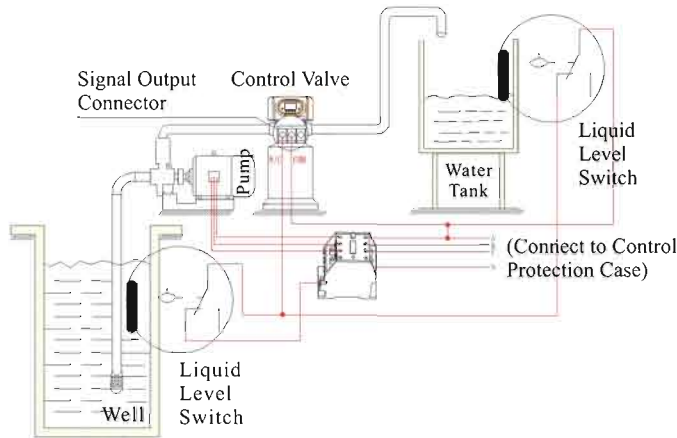 Signal Output
Connector
Control Valve
Pump
Liquid
Level
Switch
Water
Tank
(Connect to Control
Protection Case)
Well
Liquid
Level
Switch